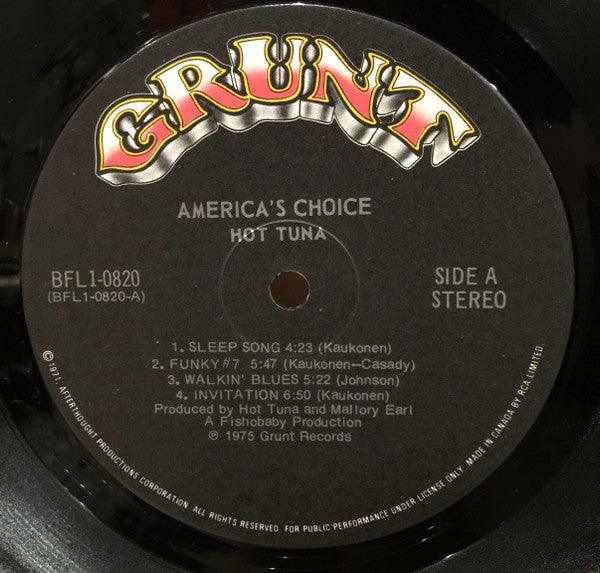 GRUNT
AMERICA'S CHOICE
HOT TUNA
BFL1-0820
(BFL1-0820-A)
SIDE A
STEREO
1. SLEEP SONG 4:23 (Kaukonen)
2. FUNKY #7 5:47 (Kaukonen—Casady)
3. WALKIN' BLUES 5:22 (Johnson)
4. INVITATION 6:50 (Kaukonen)
Produced by Hot Tuna and Mallory Earl
A Fishobaby Production
℗ 1975 Grunt Records
©1971, AFTERTHOUGHT PRODUCTIONS CORPORATION. ALL RIGHTS RESERVED. FOR PUBLIC PERFORMANCE UNDER LICENSE ONLY. MADE IN CANADA BY RCA LIMITED